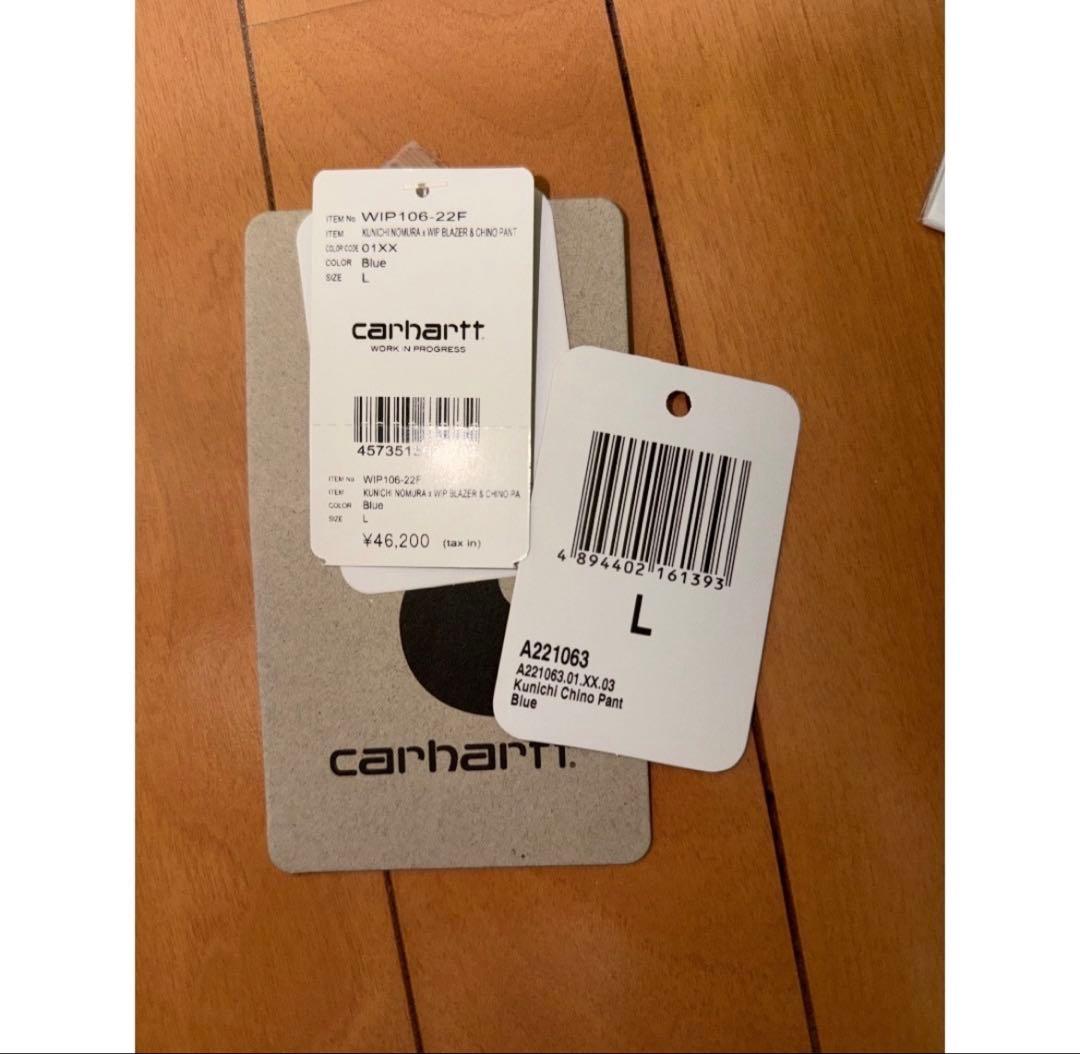 ITEM No WIP106-22F
ITEM KUNICHI NOMURA x WIP BLAZER & CHINO PANT
COLOR CODE 01XX
COLOR Blue
SIZE L
carhartt
WORK IN PROGRESS
ITEM No WIP106-22F
ITEM KUNICHI NOMURA x WIP BLAZER & CHINO PA
COLOR Blue
SIZE L
¥46,200 (tax in)
4 894402 161393
L
A221063
A221063.01.XX.03
Kunichi Chino Pant
Blue
carhartt.